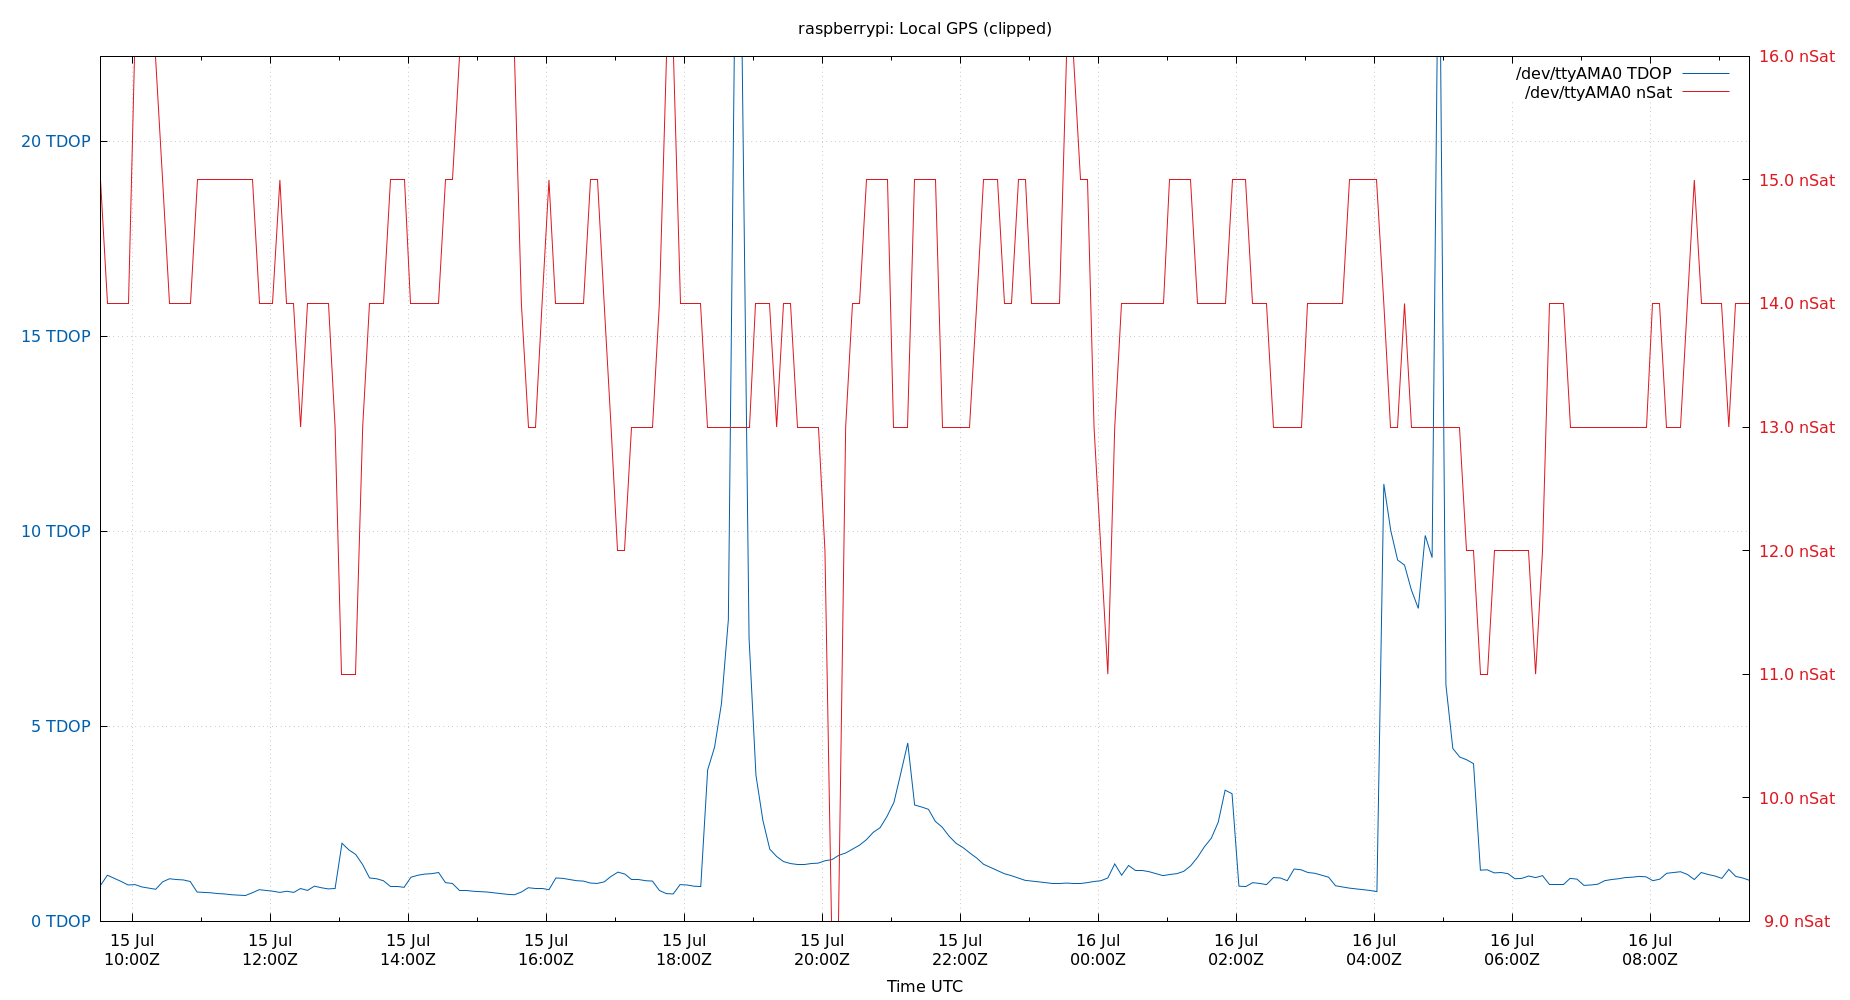 raspberrypi: Local GPS (clipped)
/dev/ttyAMA0 TDOP
/dev/ttyAMA0 nSat
20 TDOP
15 TDOP
10 TDOP
5 TDOP
0 TDOP
16.0 nSat
15.0 nSat
14.0 nSat
13.0 nSat
12.0 nSat
11.0 nSat
10.0 nSat
9.0 nSat
15 Jul
10:00Z
15 Jul
12:00Z
15 Jul
14:00Z
15 Jul
16:00Z
15 Jul
18:00Z
15 Jul
20:00Z
15 Jul
22:00Z
16 Jul
00:00Z
16 Jul
02:00Z
16 Jul
04:00Z
16 Jul
06:00Z
16 Jul
08:00Z
Time UTC